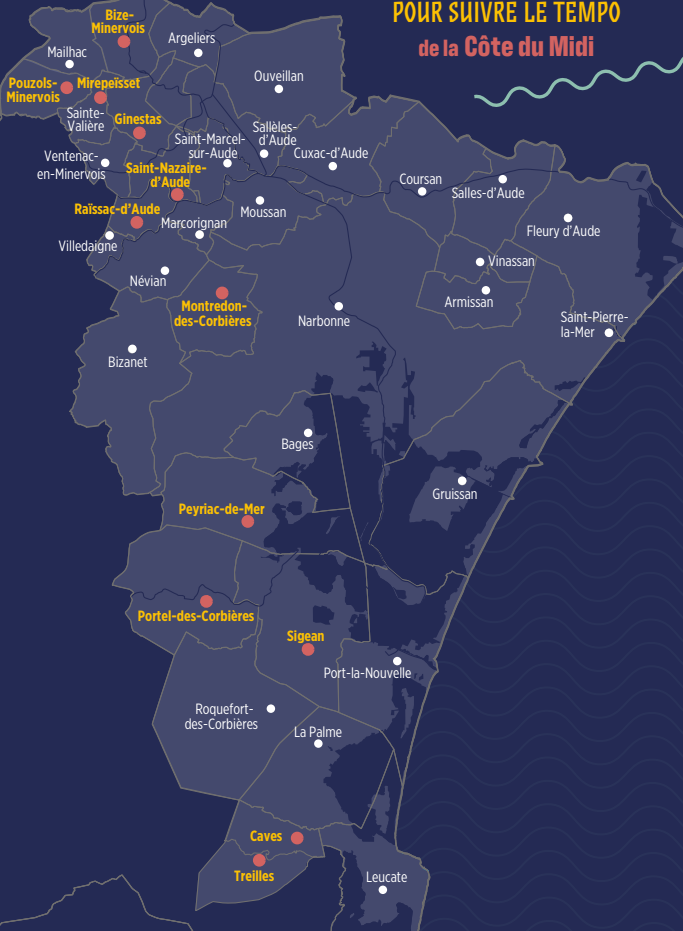 POUR SUIVRE LE TEMPO
de la Côte du Midi
Bize-
Minervois
Argeliers
Mailhac
Ouveillan
Pouzols-
Minervois
Mirepeïsset
Sainte-
Valière
Ginestas
Saint-Marcel-
sur-Aude
Sallèles-
d'Aude
Cuxac-d'Aude
Ventenac-
en-Minervois
Saint-Nazaire-
d'Aude
Coursan
Salles-d'Aude
Raïssac-d'Aude
Moussan
Marcorignan
Fleury d'Aude
Villedaigne
Vinassan
Névian
Armissan
Montredon-
des-Corbières
Narbonne
Saint-Pierre-
la-Mer
Bizanet
Bages
Gruissan
Peyriac-de-Mer
Portel-des-Corbières
Sigean
Port-la-Nouvelle
Roquefort-
des-Corbières
La Palme
Caves
Treilles
Leucate